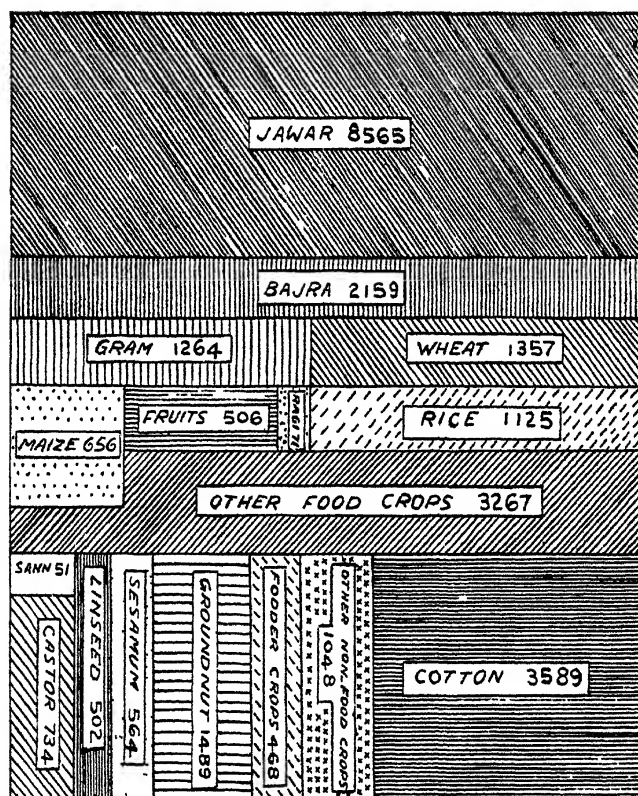 JAWAR 8565
BAJRA 2159
GRAM 1264
WHEAT 1357
MAIZE 656
FRUITS 506
RAGI 71
RICE 1125
OTHER FOOD CROPS 3267
SANN 51
CASTOR 734
LINSEED 502
SESAMUM 564
GROUNDNUT 1489
FODDER CROPS 468
OTHER NON-FOOD CROPS
1048
COTTON 3589